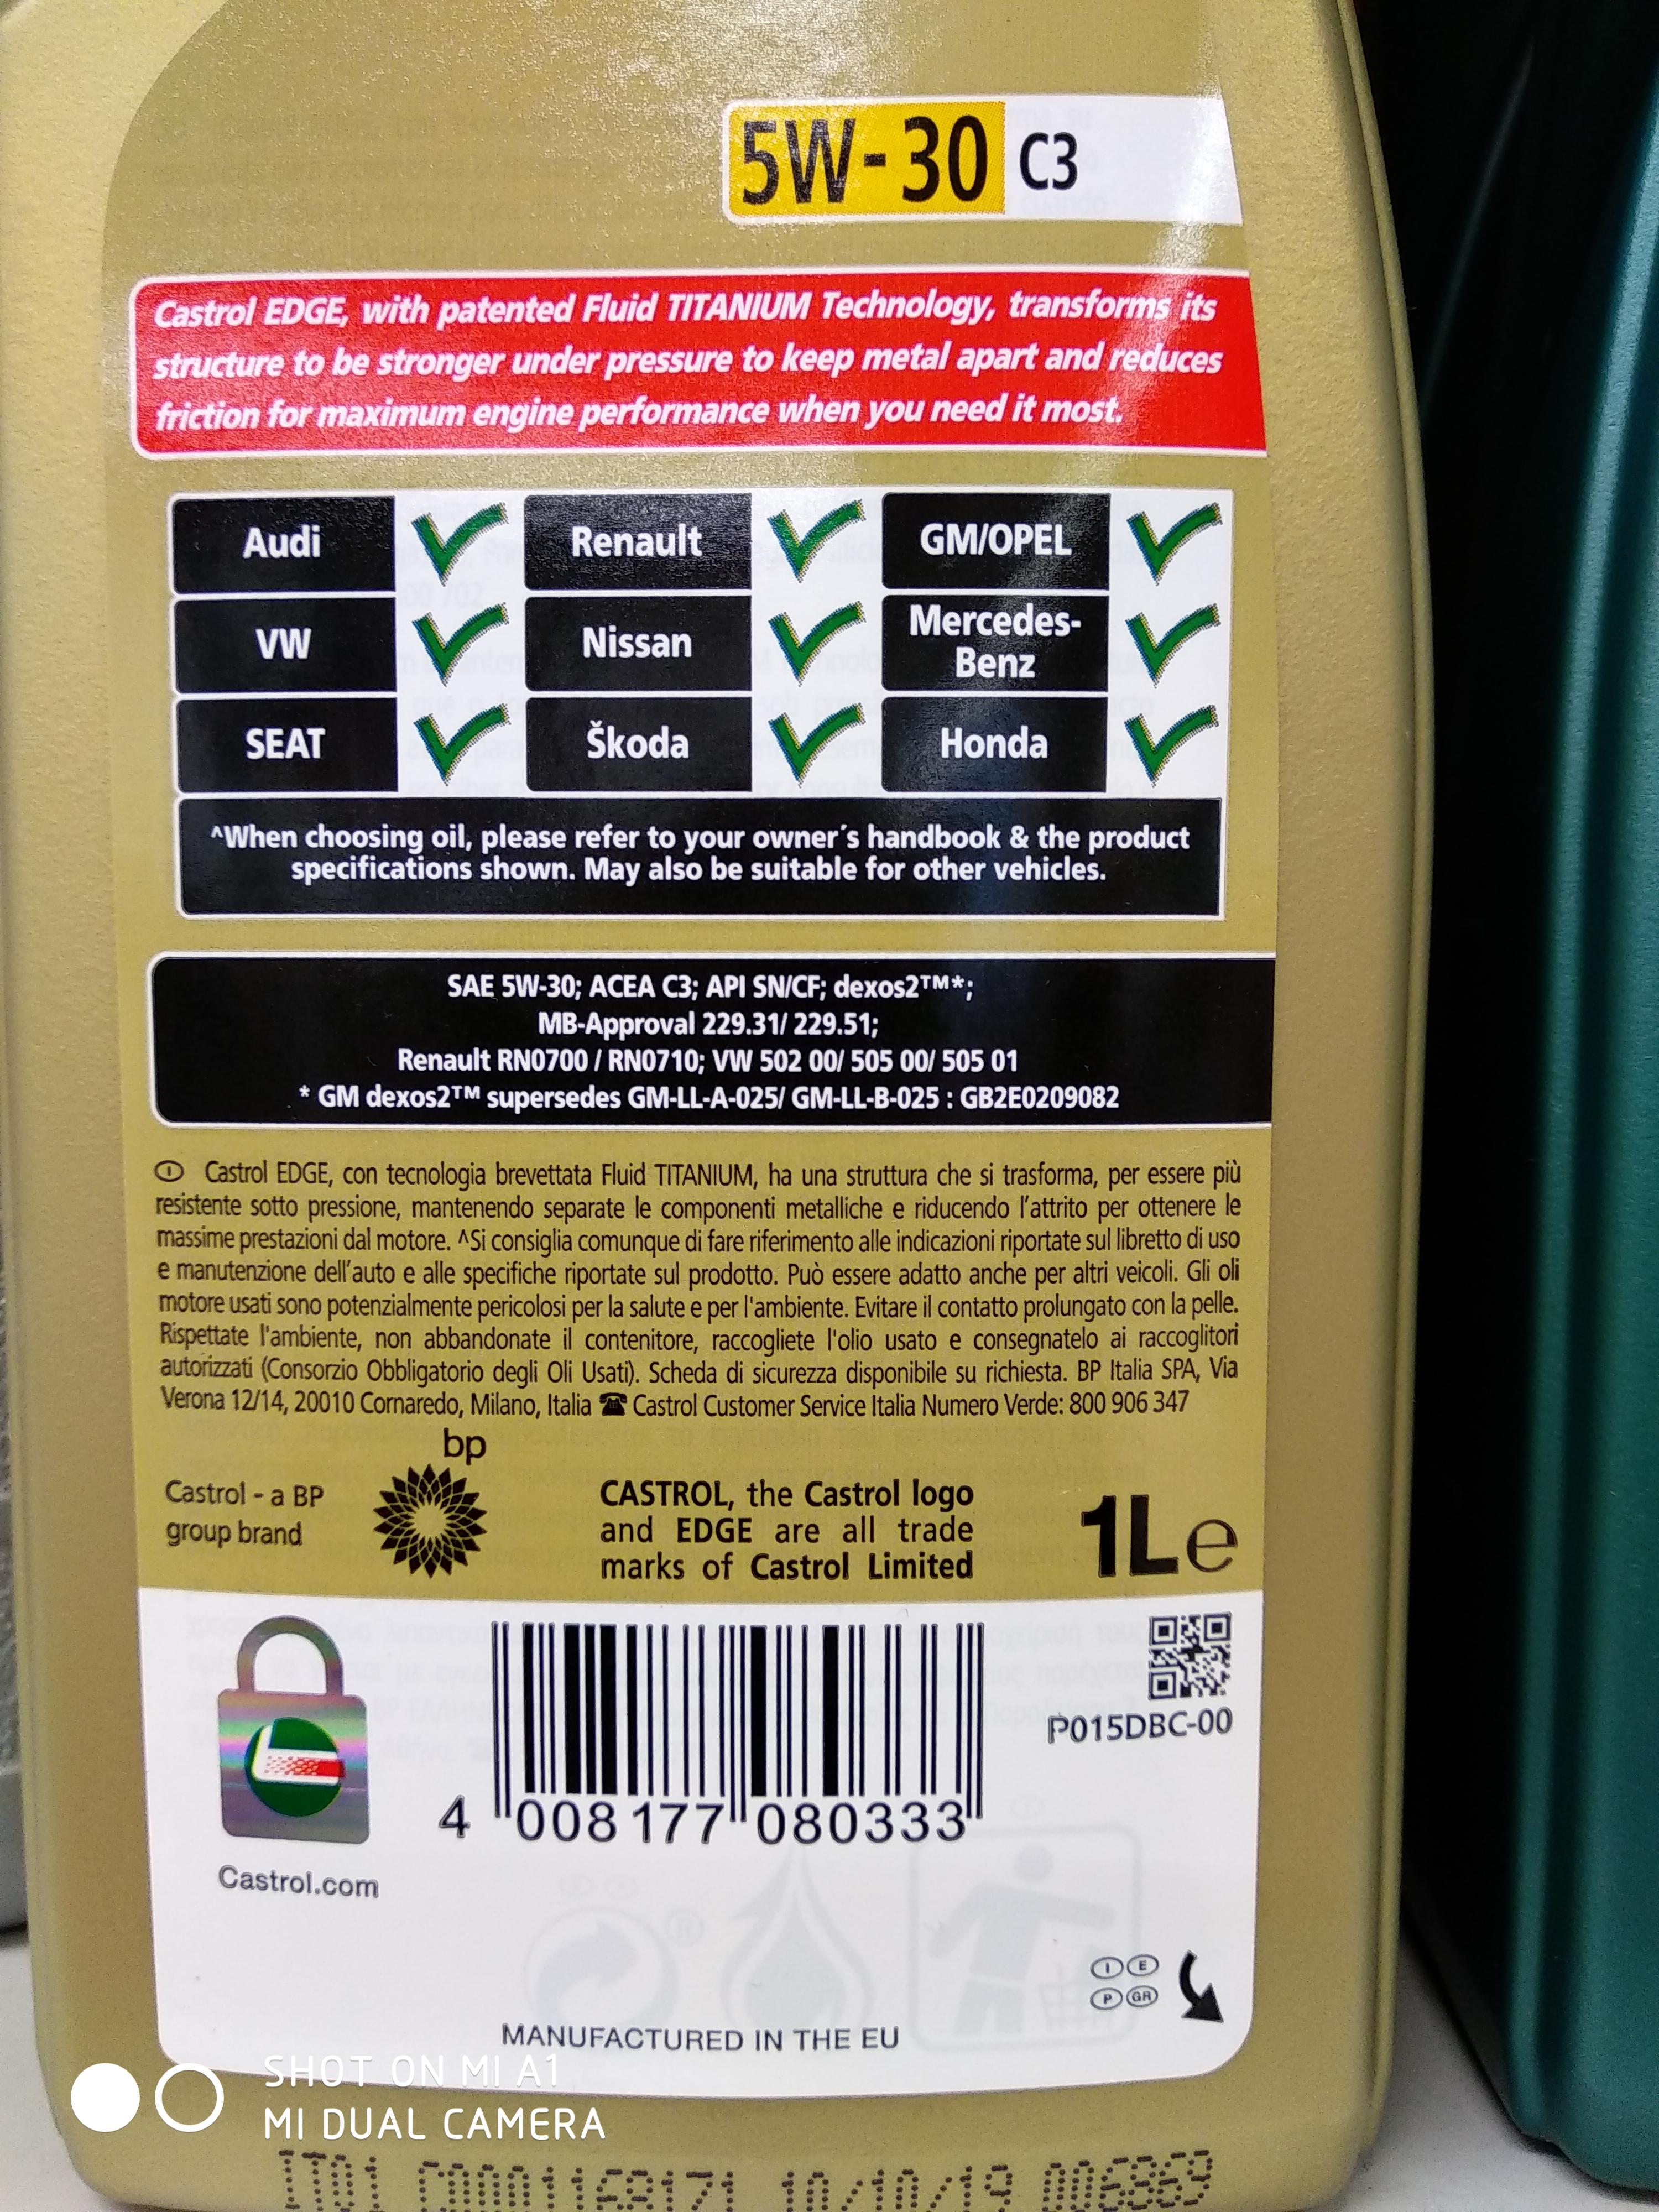 5W-30 C3
Castrol EDGE, with patented Fluid TITANIUM Technology, transforms its
structure to be stronger under pressure to keep metal apart and reduces
friction for maximum engine performance when you need it most.
Audi Renault GM/OPEL
VW Nissan Mercedes-
Benz
SEAT Škoda Honda
^When choosing oil, please refer to your owner´s handbook & the product
specifications shown. May also be suitable for other vehicles.
SAE 5W-30; ACEA C3; API SN/CF; dexos2™*;
MB-Approval 229.31/ 229.51;
Renault RN0700 / RN0710; VW 502 00/ 505 00/ 505 01
* GM dexos2™ supersedes GM-LL-A-025/ GM-LL-B-025 : GB2E0209082
I Castrol EDGE, con tecnologia brevettata Fluid TITANIUM, ha una struttura che si trasforma, per essere più
resistente sotto pressione, mantenendo separate le componenti metalliche e riducendo l'attrito per ottenere le
massime prestazioni dal motore. ^Si consiglia comunque di fare riferimento alle indicazioni riportate sul libretto di uso
e manutenzione dell'auto e alle specifiche riportate sul prodotto. Può essere adatto anche per altri veicoli. Gli oli
motore usati sono potenzialmente pericolosi per la salute e per l'ambiente. Evitare il contatto prolungato con la pelle.
Rispettate l'ambiente, non abbandonate il contenitore, raccogliete l'olio usato e consegnatelo ai raccoglitori
autorizzati (Consorzio Obbligatorio degli Oli Usati). Scheda di sicurezza disponibile su richiesta. BP Italia SPA, Via
Verona 12/14, 20010 Cornaredo, Milano, Italia ☎ Castrol Customer Service Italia Numero Verde: 800 906 347
bp
Castrol - a BP
group brand
CASTROL, the Castrol logo
and EDGE are all trade
marks of Castrol Limited
1L e
P015DBC-00
4 008177 080333
Castrol.com
I E
P GR
MANUFACTURED IN THE EU
SHOT ON MI A1
MI DUAL CAMERA
IT01 C0001168171 10/10/19 006869